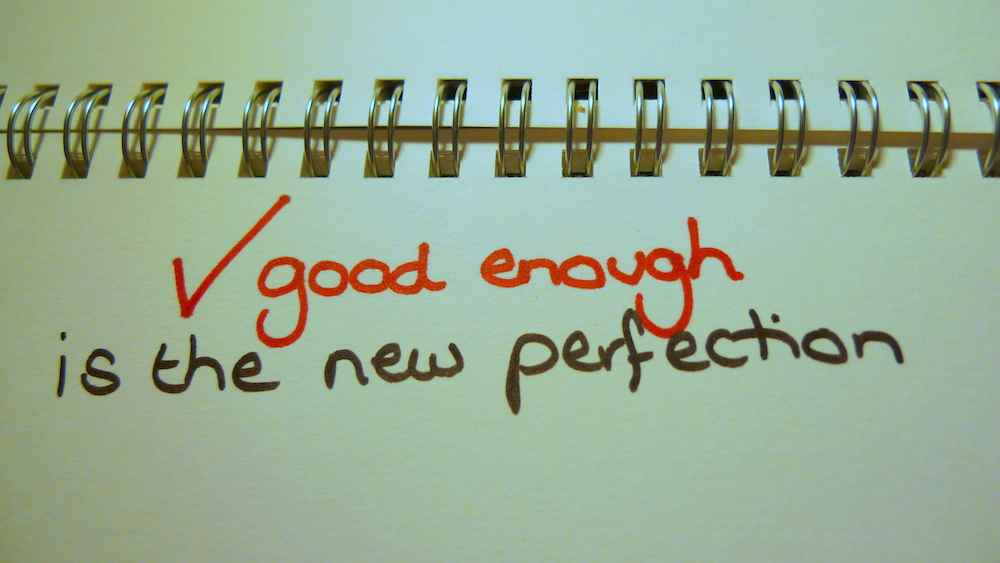 ✓ good enough
is the new perfection